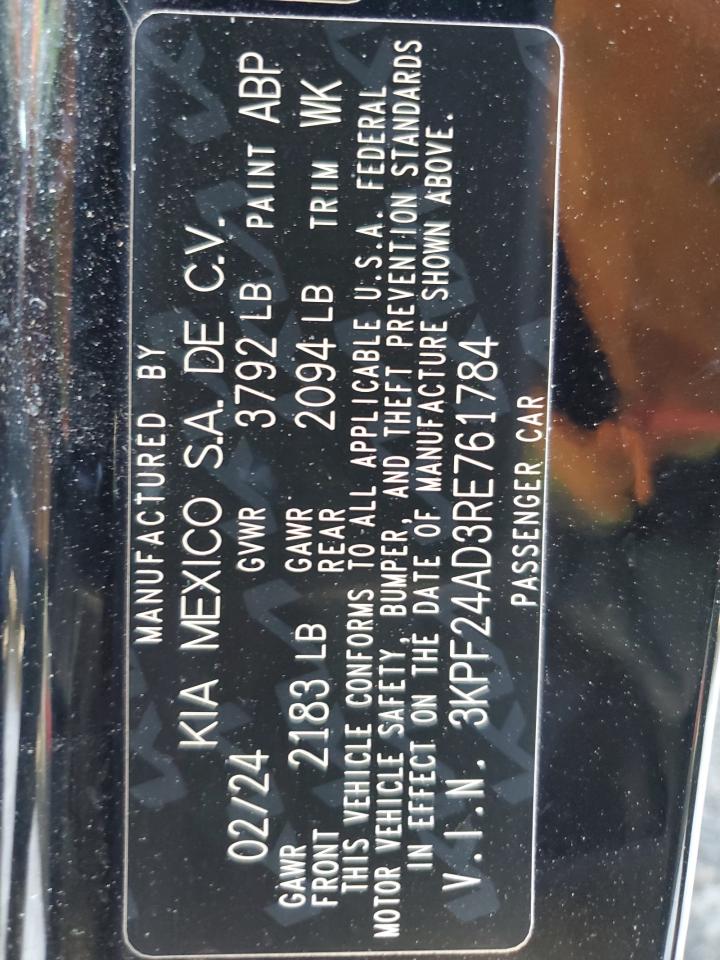 MANUFACTURED BY
KIA MEXICO S.A. DE C.V.
02/24 GVWR 3792 LB PAINT ABP
GAWR FRONT 2183 LB GAWR REAR 2094 LB TRIM WK
THIS VEHICLE CONFORMS TO ALL APPLICABLE U.S.A. FEDERAL
MOTOR VEHICLE SAFETY, BUMPER, AND THEFT PREVENTION STANDARDS
IN EFFECT ON THE DATE OF MANUFACTURE SHOWN ABOVE.
V.I.N. 3KPF24AD3RE761784
PASSENGER CAR